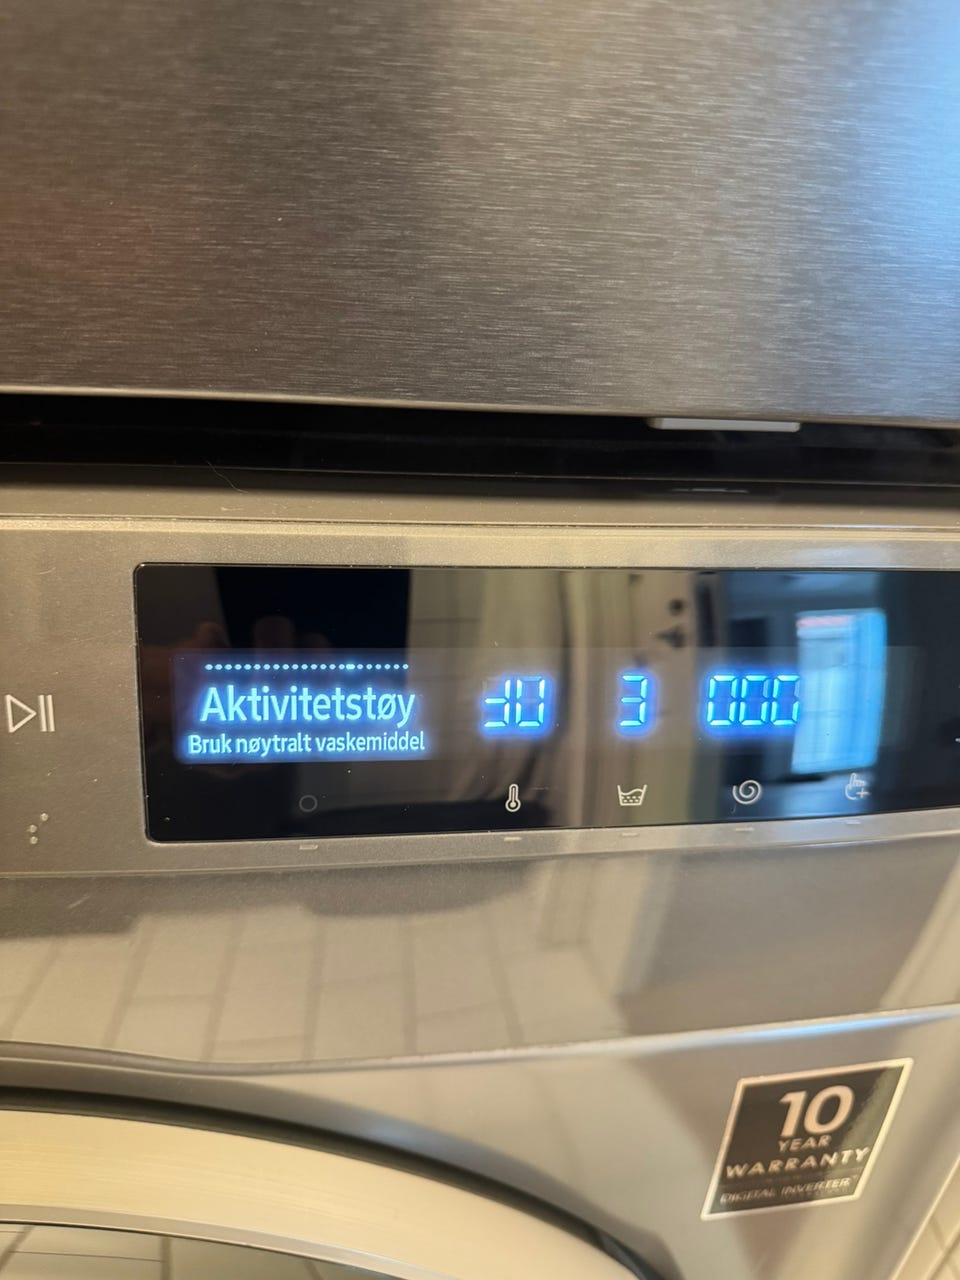 Aktivitetstøy
Bruk nøytralt vaskemiddel
3
10
YEAR
WARRANTY
DIGITAL INVERTER